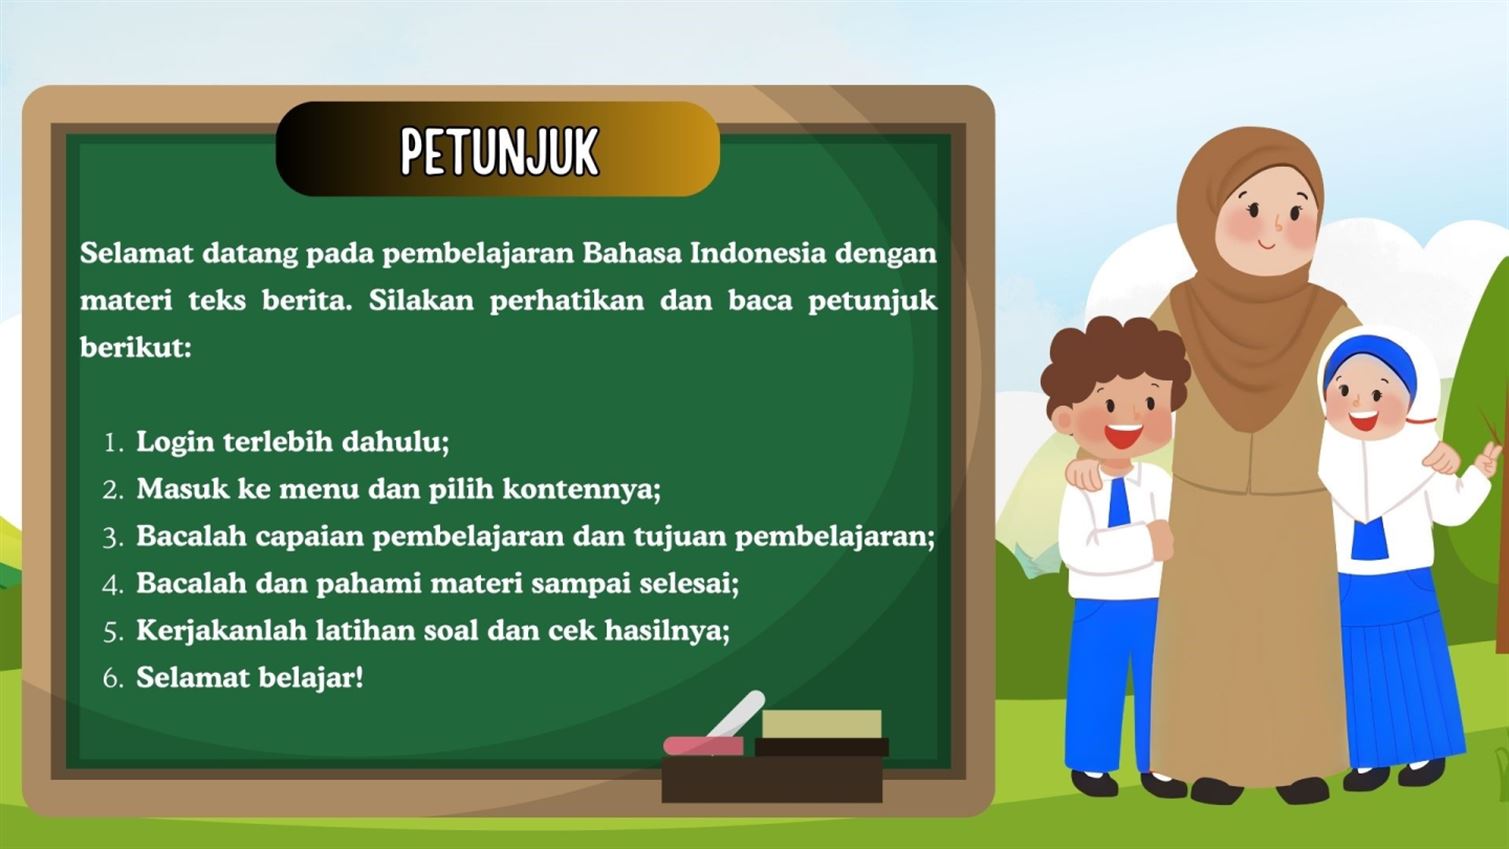 PETUNJUK
Selamat datang pada pembelajaran Bahasa Indonesia dengan
materi teks berita. Silakan perhatikan dan baca petunjuk
berikut:
1. Login terlebih dahulu;
2. Masuk ke menu dan pilih kontennya;
3. Bacalah capaian pembelajaran dan tujuan pembelajaran;
4. Bacalah dan pahami materi sampai selesai;
5. Kerjakanlah latihan soal dan cek hasilnya;
6. Selamat belajar!